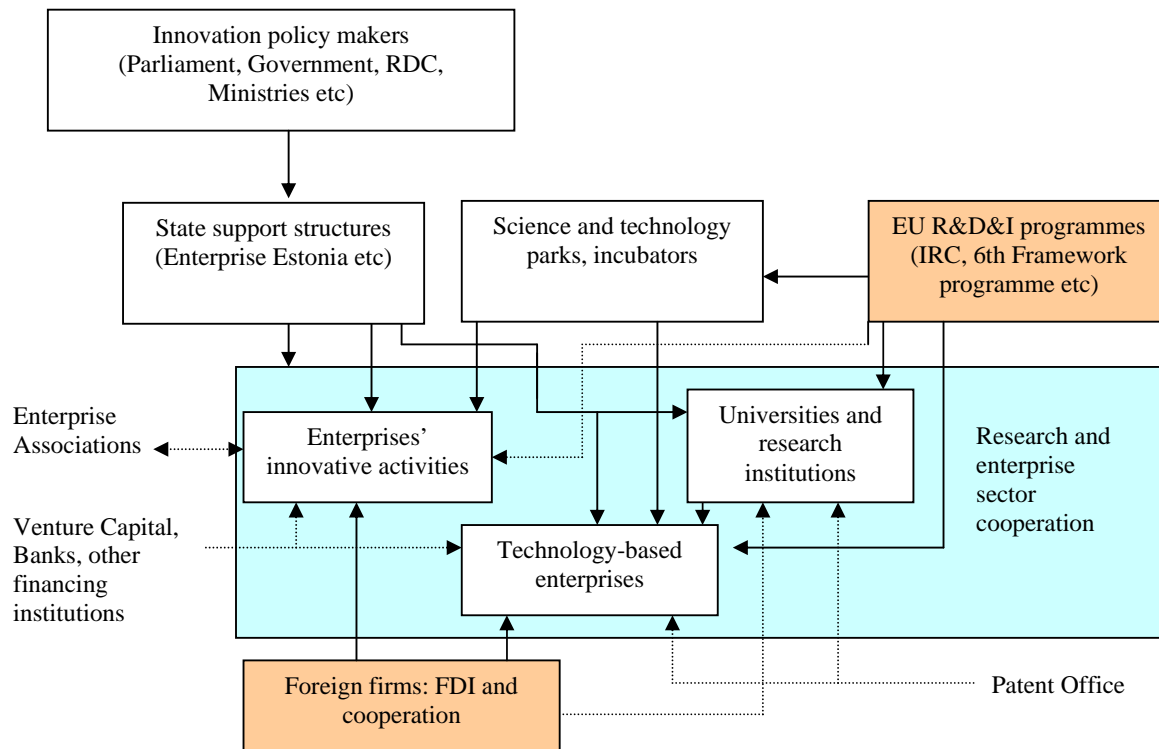 Innovation policy makers
(Parliament, Government, RDC,
Ministries etc)
State support structures
(Enterprise Estonia etc)
Science and technology
parks, incubators
EU R&D&I programmes
(IRC, 6th Framework
programme etc)
Enterprise
Associations
Enterprises’
innovative activities
Universities and
research
institutions
Research and
enterprise
sector
cooperation
Venture Capital,
Banks, other
financing
institutions
Technology-based
enterprises
Foreign firms: FDI and
cooperation
Patent Office